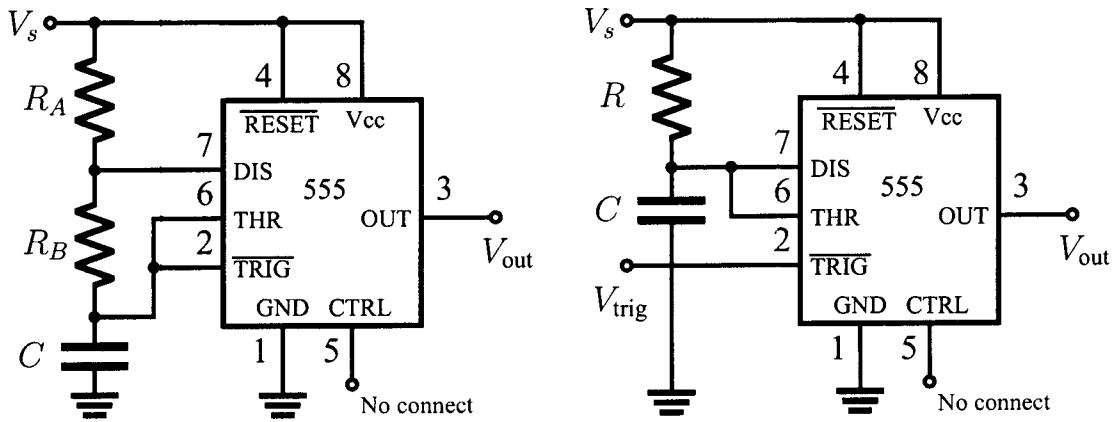 V_s
4
8
R_A
RESET
Vcc
7
DIS
6
555
3
THR
OUT
R_B
2
TRIG
V_out
GND
CTRL
C
1
5
No connect
V_s
4
8
R
RESET
Vcc
7
DIS
6
555
3
C
THR
OUT
2
TRIG
V_out
V_trig
GND
CTRL
1
5
No connect